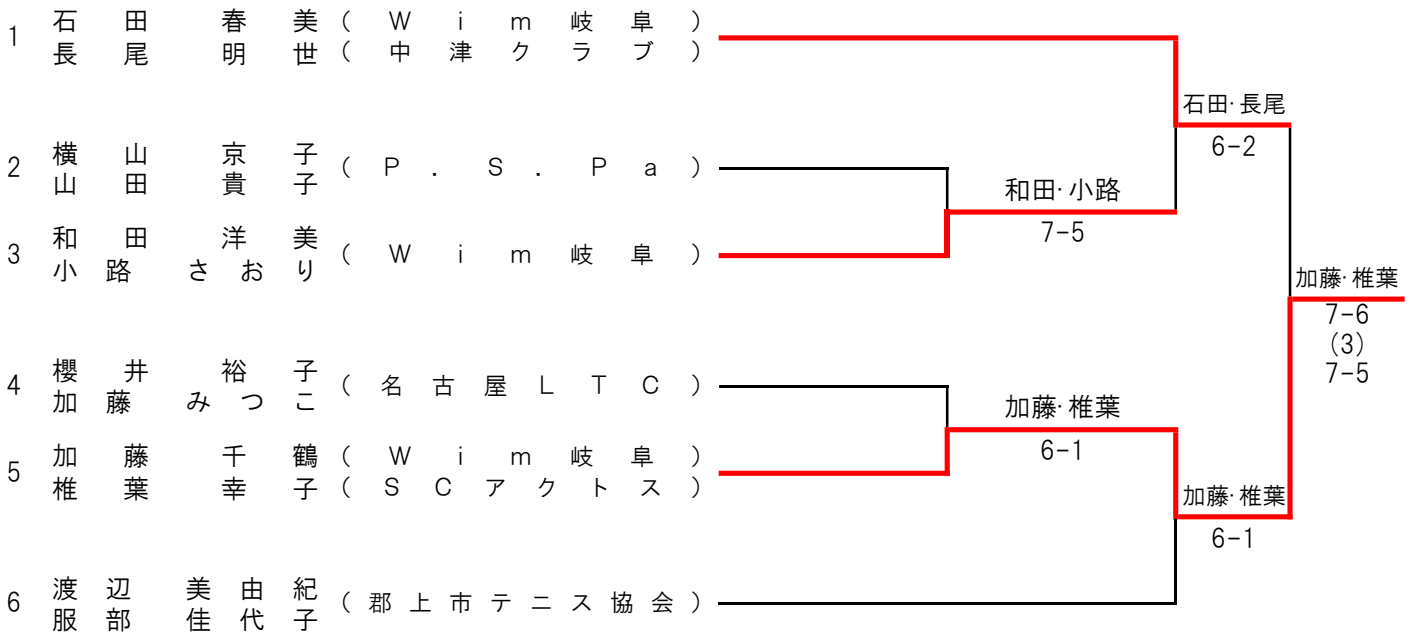 1 石田 春美 (Wim岐阜)
長尾 明世 (中津クラブ)
2 横山 京子 (P.S.Pa)
山田 貴子
3 和田 洋美 (Wim岐阜)
小路 さおり
4 櫻井 裕子 (名古屋LTC)
加藤 みつこ
5 加藤 千鶴 (Wim岐阜)
椎葉 幸子 (SCアクトス)
6 渡辺 美由紀 (郡上市テニス協会)
服部 佳代子
和田・小路
7-5
加藤・椎葉
6-1
石田・長尾
6-2
加藤・椎葉
6-1
加藤・椎葉
7-6
(3)
7-5